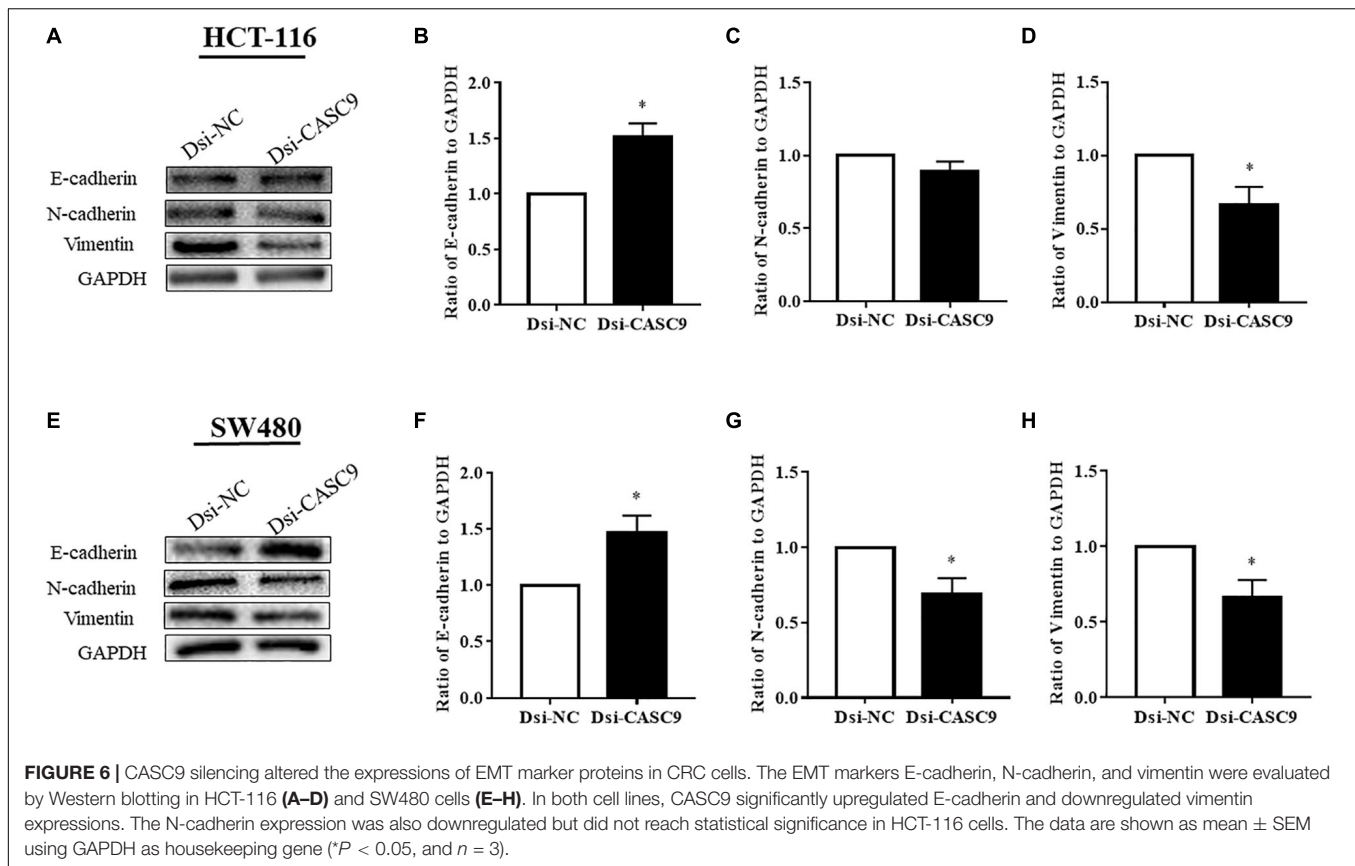 A
HCT-116
Dsi-NC
Dsi-CASC9
E-cadherin
N-cadherin
Vimentin
GAPDH
B
Ratio of E-cadherin to GAPDH
2.0
1.5
1.0
0.5
0.0
*
Dsi-NC Dsi-CASC9
C
Ratio of N-cadherin to GAPDH
1.5
1.0
0.5
0.0
Dsi-NC Dsi-CASC9
D
Ratio of Vimentin to GAPDH
1.5
1.0
0.5
0.0
*
Dsi-NC Dsi-CASC9
E
SW480
Dsi-NC
Dsi-CASC9
E-cadherin
N-cadherin
Vimentin
GAPDH
F
Ratio of E-cadherin to GAPDH
2.0
1.5
1.0
0.5
0.0
*
Dsi-NC Dsi-CASC9
G
Ratio of N-cadherin to GAPDH
1.5
1.0
0.5
0.0
*
Dsi-NC Dsi-CASC9
H
Ratio of Vimentin to GAPDH
1.5
1.0
0.5
0.0
*
Dsi-NC Dsi-CASC9
FIGURE 6 | CASC9 silencing altered the expressions of EMT marker proteins in CRC cells. The EMT markers E-cadherin, N-cadherin, and vimentin were evaluated
by Western blotting in HCT-116 (A–D) and SW480 cells (E–H). In both cell lines, CASC9 significantly upregulated E-cadherin and downregulated vimentin
expressions. The N-cadherin expression was also downregulated but did not reach statistical significance in HCT-116 cells. The data are shown as mean ± SEM
using GAPDH as housekeeping gene (*P < 0.05, and n = 3).